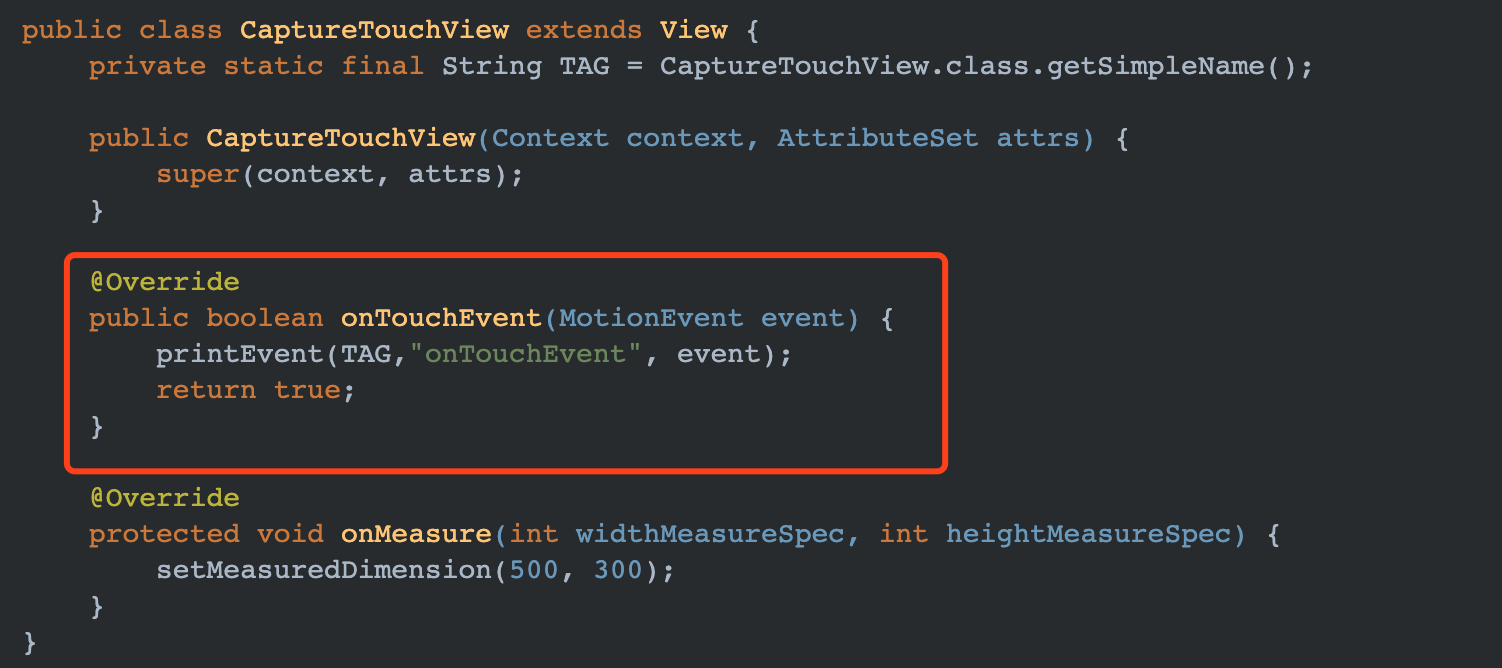 public class CaptureTouchView extends View {
    private static final String TAG = CaptureTouchView.class.getSimpleName();
    public CaptureTouchView(Context context, AttributeSet attrs) {
        super(context, attrs);
    }
    @Override
    public boolean onTouchEvent(MotionEvent event) {
        printEvent(TAG,"onTouchEvent", event);
        return true;
    }
    @Override
    protected void onMeasure(int widthMeasureSpec, int heightMeasureSpec) {
        setMeasuredDimension(500, 300);
    }
}